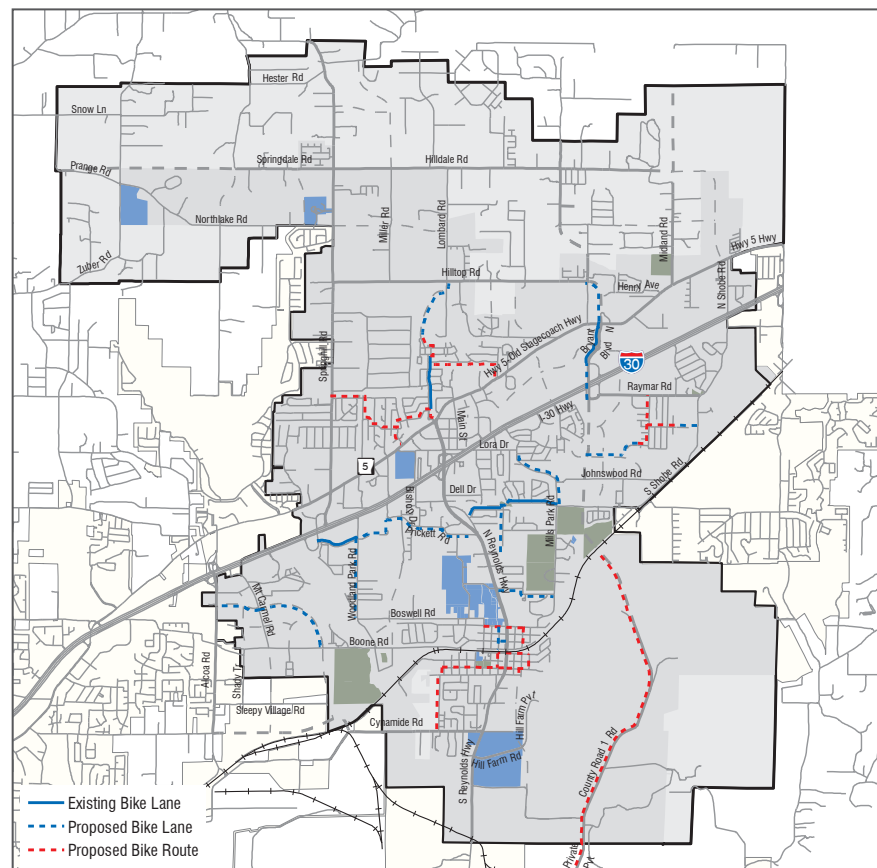 Hester Rd
Snow Ln
Springdale Rd
Hilldale Rd
Prange Rd
Northlake Rd
Miller Rd
Lombard Rd
Midland Rd
Hwy 5 Hwy
Zuber Rd
Hilltop Rd
Henry Ave
N Shobe Rd
Springhill Rd
Hwy 5-Old Stagecoach Hwy
Bryant
Blvd N
30
Raymar Rd
I-30 Hwy
Main St
Lora Dr
5
Johnswood Rd
S Shobe Rd
Dell Dr
Bishop Dr
Prickett Rd
Mills Park Rd
N Reynolds Hwy
Woodland Park Rd
Mt Carmel Rd
Boswell Rd
Boone Rd
Alcoa Rd
Shady Tr
Sleepy Village Rd
Cynamide Rd
Hill Farm Pvt
Hill Farm Rd
S Reynolds Hwy
County Road 1 Rd
Private
Pvt
Existing Bike Lane
Proposed Bike Lane
Proposed Bike Route